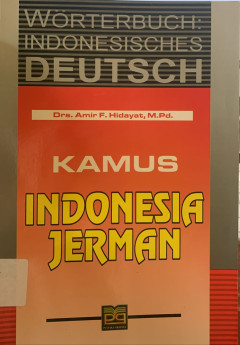 WÖRTERBUCH:
INDONESISCHES
DEUTSCH
Drs. Amir F. Hidayat, M.Pd.
KAMUS
INDONESIA
JERMAN